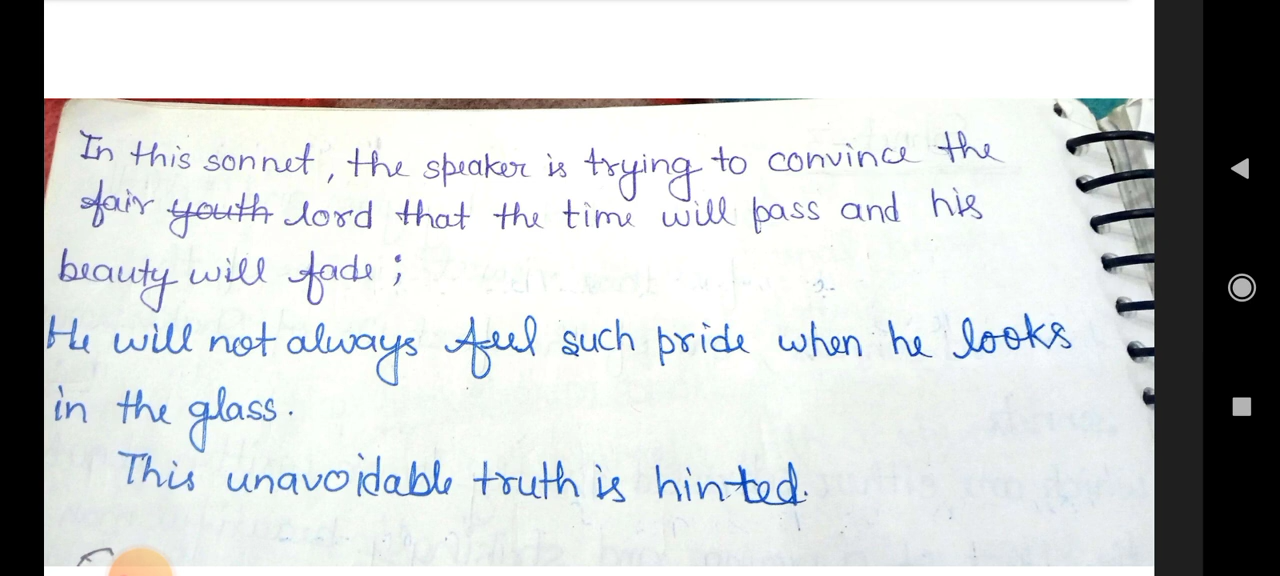 In this sonnet, the speaker is trying to convince the
fair youth lord that the time will pass and his
beauty will fade;
He will not always feel such pride when he looks
in the glass.
This unavoidable truth is hinted.